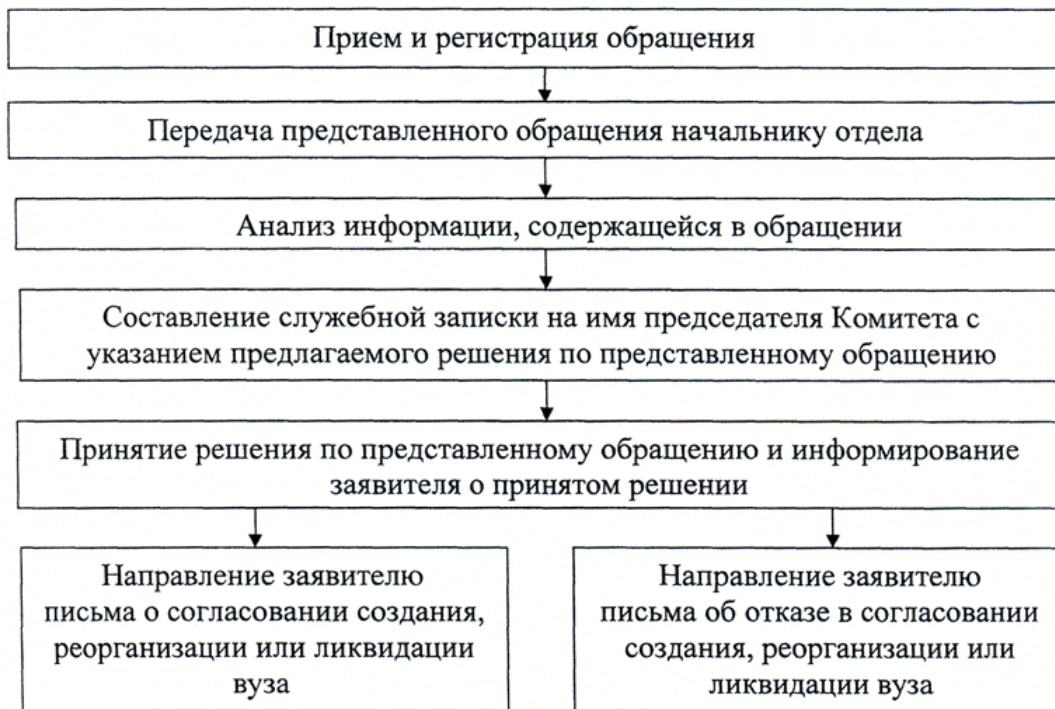 Прием и регистрация обращения
Передача представленного обращения начальнику отдела
Анализ информации, содержащейся в обращении
Составление служебной записки на имя председателя Комитета с
указанием предлагаемого решения по представленному обращению
Принятие решения по представленному обращению и информирование
заявителя о принятом решении
Направление заявителю
письма о согласовании создания,
реорганизации или ликвидации
вуза
Направление заявителю
письма об отказе в согласовании
создания, реорганизации или
ликвидации вуза